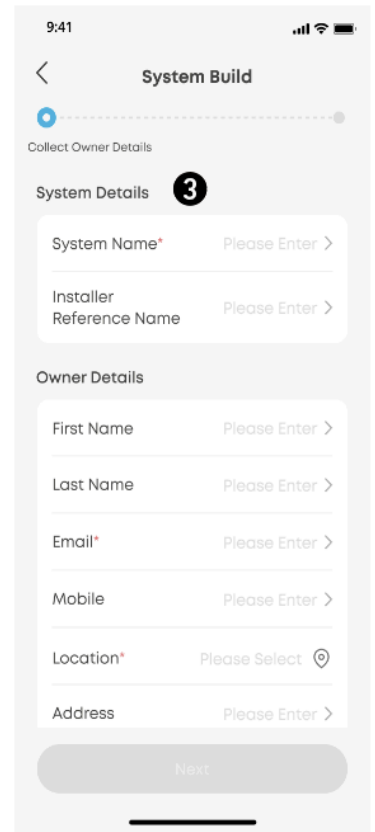 9:41
System Build
Collect Owner Details
System Details 3
System Name* Please Enter >
Installer
Reference Name Please Enter >
Owner Details
First Name Please Enter >
Last Name Please Enter >
Email* Please Enter >
Mobile Please Enter >
Location* Please Select
Address Please Enter >
Next